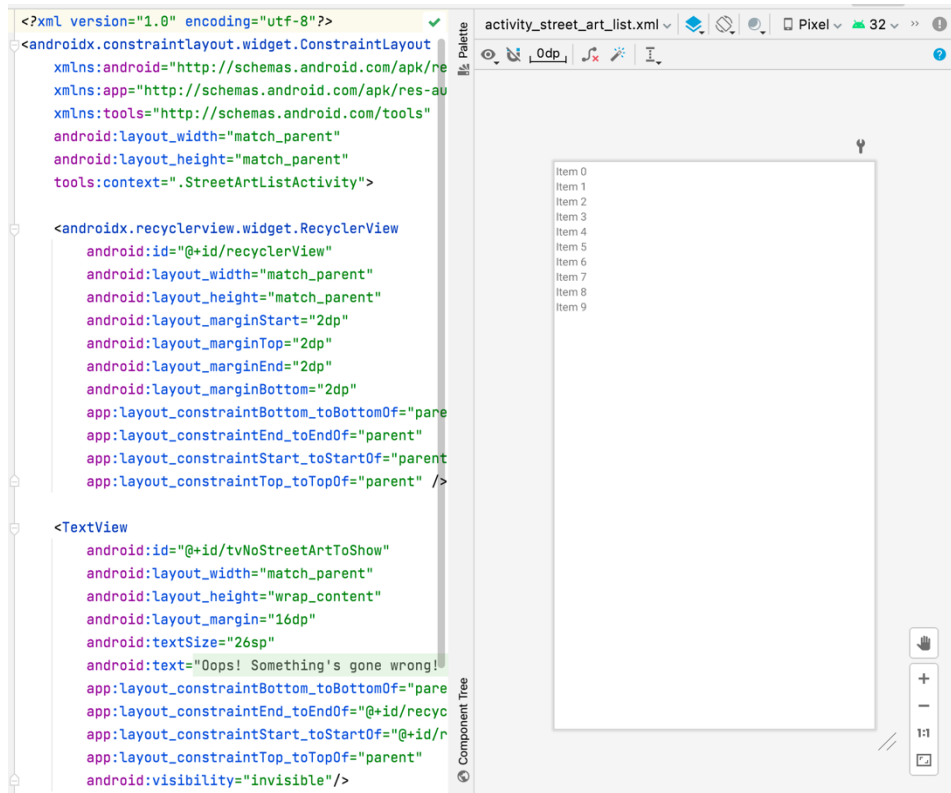 <?xml version="1.0" encoding="utf-8"?>
<androidx.constraintlayout.widget.ConstraintLayout
xmlns:android="http://schemas.android.com/apk/re
xmlns:app="http://schemas.android.com/apk/res-au
xmlns:tools="http://schemas.android.com/tools"
android:layout_width="match_parent"
android:layout_height="match_parent"
tools:context=".StreetArtListActivity">
<androidx.recyclerview.widget.RecyclerView
android:id="@+id/recyclerView"
android:layout_width="match_parent"
android:layout_height="match_parent"
android:layout_marginStart="2dp"
android:layout_marginTop="2dp"
android:layout_marginEnd="2dp"
android:layout_marginBottom="2dp"
app:layout_constraintBottom_toBottomOf="pare
app:layout_constraintEnd_toEndOf="parent"
app:layout_constraintStart_toStartOf="parent
app:layout_constraintTop_toTopOf="parent" />
<TextView
android:id="@+id/tvNoStreetArtToShow"
android:layout_width="match_parent"
android:layout_height="wrap_content"
android:layout_margin="16dp"
android:textSize="26sp"
android:text="Oops! Something's gone wrong!
app:layout_constraintBottom_toBottomOf="pare
app:layout_constraintEnd_toEndOf="@+id/recyc
app:layout_constraintStart_toStartOf="@+id/r
app:layout_constraintTop_toTopOf="parent"
android:visibility="invisible"/>
Palette
Component Tree
activity_street_art_list.xml Pixel 32 »
0dp
Item 0
Item 1
Item 2
Item 3
Item 4
Item 5
Item 6
Item 7
Item 8
Item 9
1:1